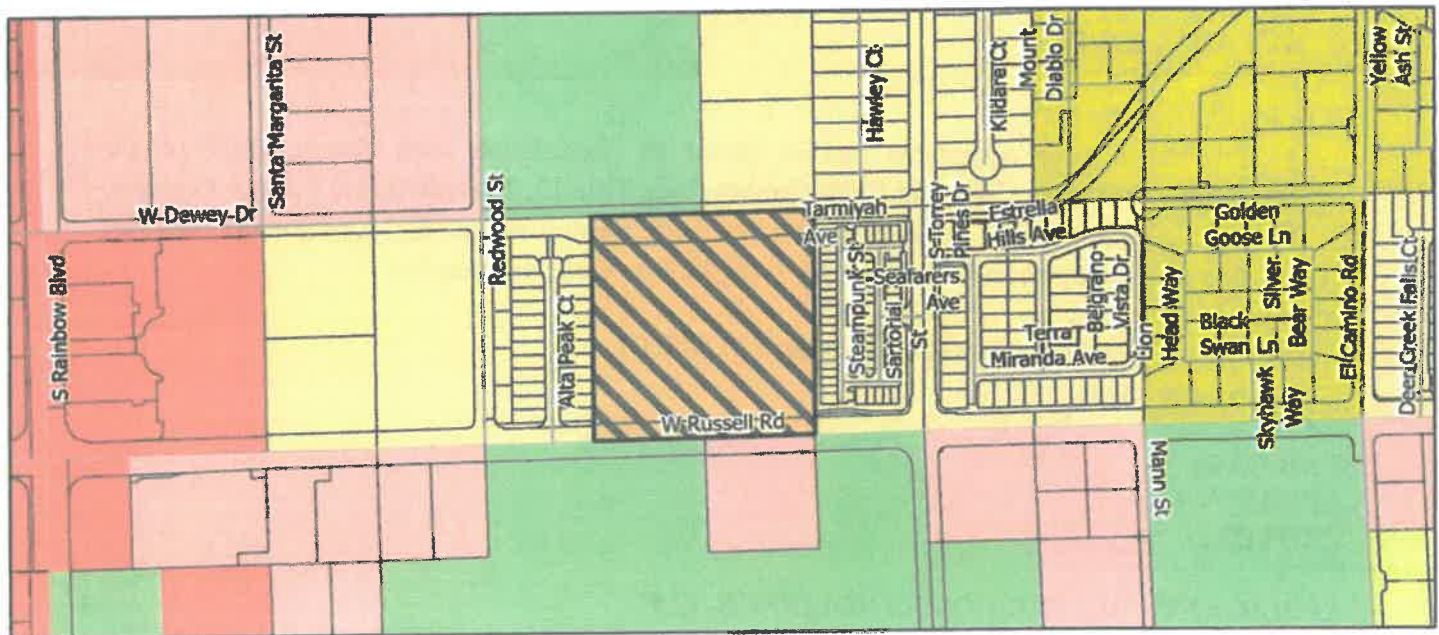 S Rainbow Blvd
Santa Margarita St
W Dewey Dr
Redwood St
Alta Peak Ct
W Russell Rd
Hawley Ct
Tarmiyah
Ave
Steampunk St
Sartorial
Seafarers
Ave
S Torrey
Pines Dr
St
Kildare Ct
Mount
Diablo Dr
Estrella
Hills Ave
Belgrano
Vista Dr
Terra
Miranda Ave
Lion
Head Way
Mann St
Golden
Goose Ln
Black
Swan Ln
Silver
Bear Way
Skyhawk
Way
El Camino Rd
Yellow
Ash St
Deer Creek Falls Ct